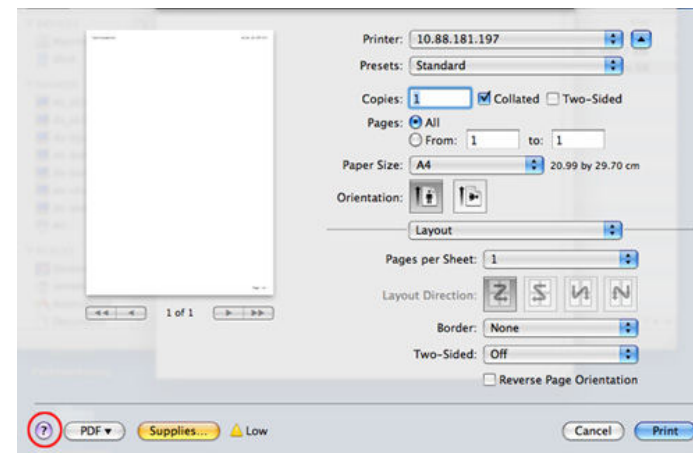 Printer: 10.88.181.197
Presets: Standard
Copies: 1 Collated Two-Sided
Pages: All
From: 1 to: 1
Paper Size: A4 20.99 by 29.70 cm
Orientation:
Layout
Pages per Sheet: 1
Layout Direction:
Border: None
Two-Sided: Off
Reverse Page Orientation
1 of 1
? PDF Supplies... Low Cancel Print